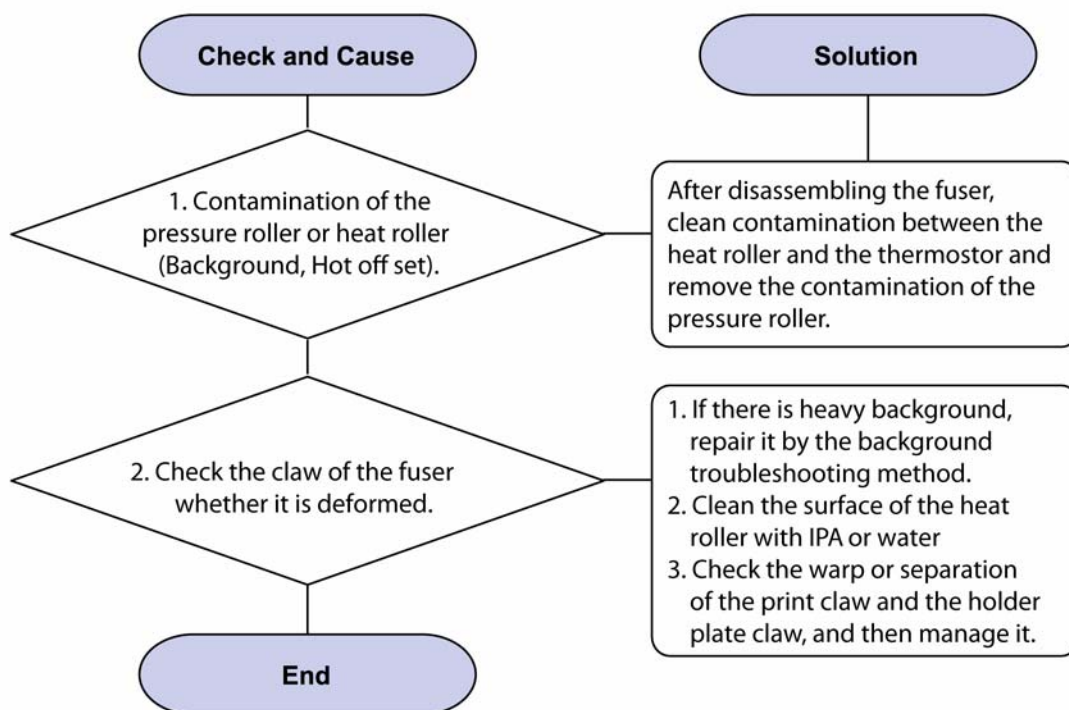 Check and Cause
Solution
1. Contamination of the
pressure roller or heat roller
(Background, Hot off set).
After disassembling the fuser,
clean contamination between the
heat roller and the thermostor and
remove the contamination of the
pressure roller.
2. Check the claw of the fuser
whether it is deformed.
1. If there is heavy background,
repair it by the background
troubleshooting method.
2. Clean the surface of the heat
roller with IPA or water
3. Check the warp or separation
of the print claw and the holder
plate claw, and then manage it.
End